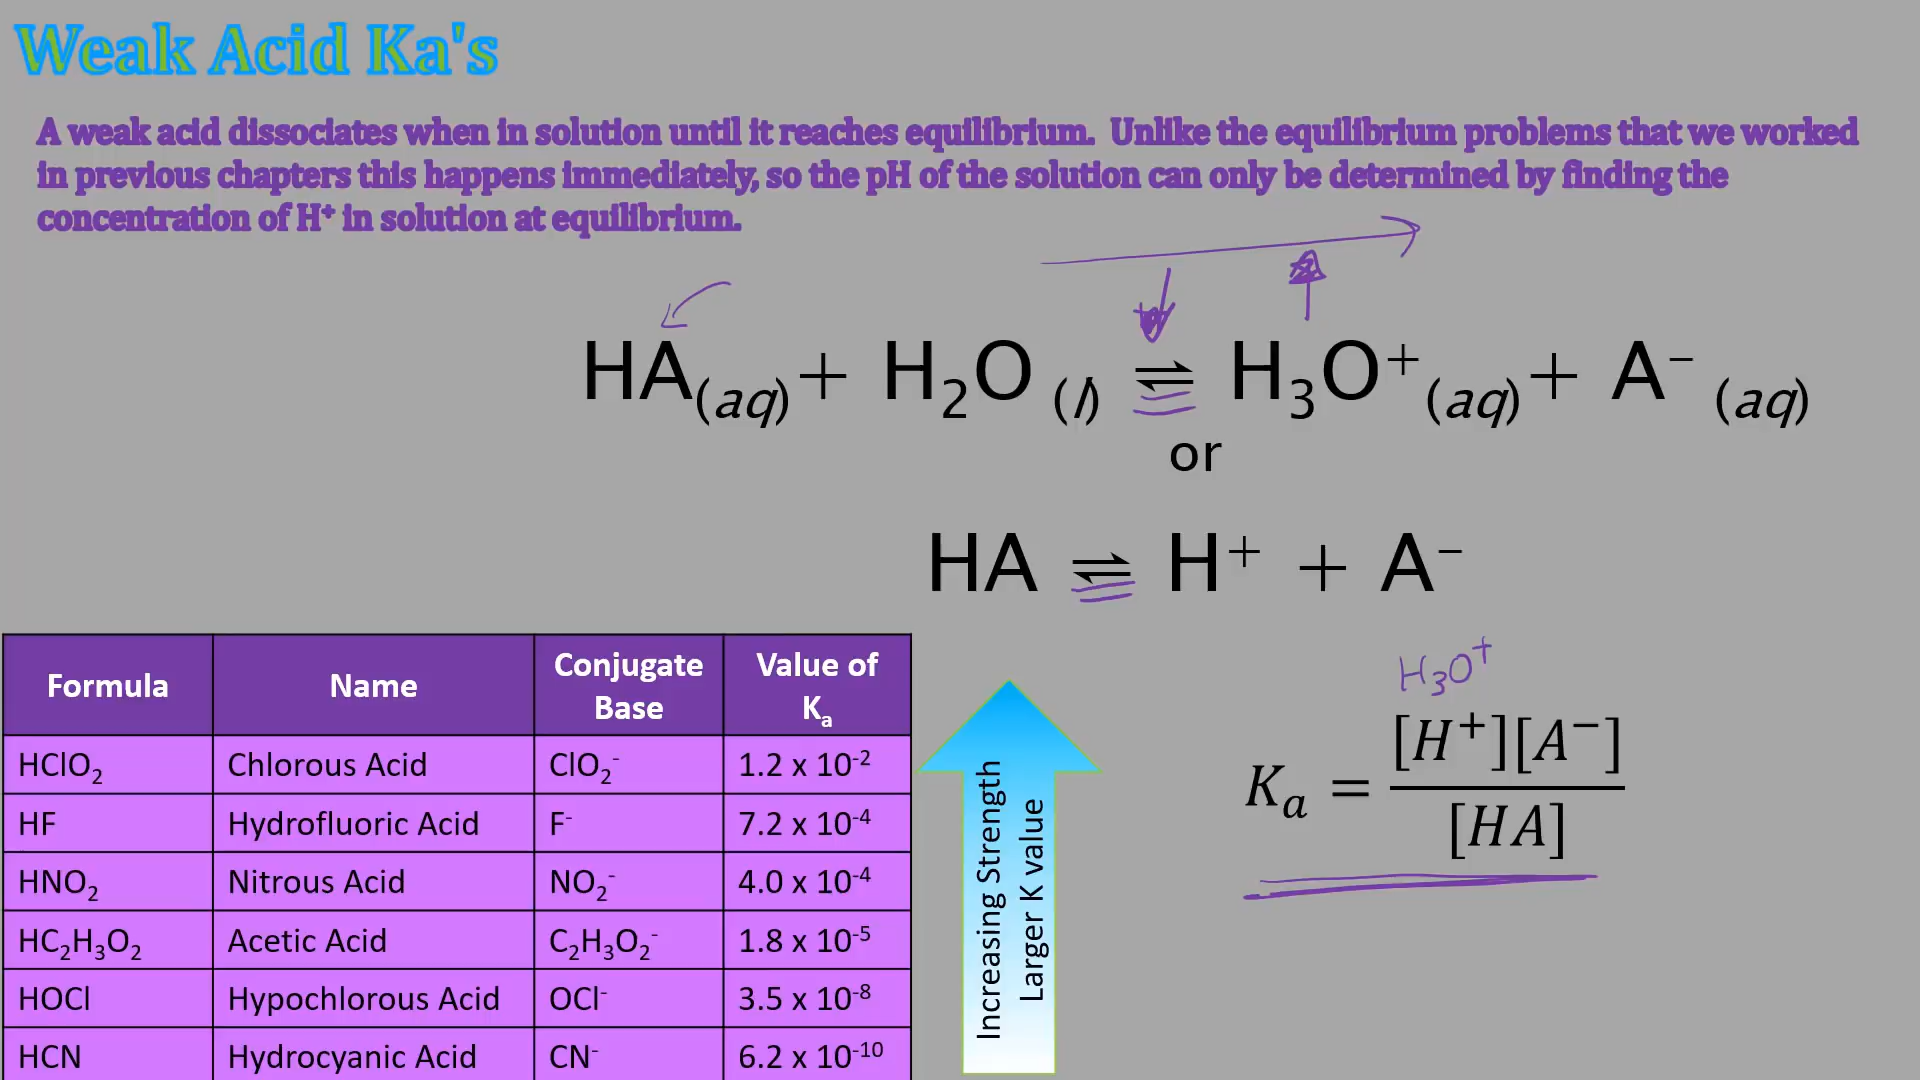 Weak Acid Ka's
A weak acid dissociates when in solution until it reaches equilibrium.  Unlike the equilibrium problems that we worked
in previous chapters this happens immediately, so the pH of the solution can only be determined by finding the
concentration of H⁺ in solution at equilibrium.
HA(aq) + H₂O (l) ⇌ H₃O⁺(aq) + A⁻ (aq)
or
HA ⇌ H⁺ + A⁻
H₃O⁺
Kₐ = [H⁺][A⁻] / [HA]
Formula Name Conjugate Base Value of Kₐ
HClO₂ Chlorous Acid ClO₂⁻ 1.2 x 10⁻²
HF Hydrofluoric Acid F⁻ 7.2 x 10⁻⁴
HNO₂ Nitrous Acid NO₂⁻ 4.0 x 10⁻⁴
HC₂H₃O₂ Acetic Acid C₂H₃O₂⁻ 1.8 x 10⁻⁵
HOCl Hypochlorous Acid OCl⁻ 3.5 x 10⁻⁸
HCN Hydrocyanic Acid CN⁻ 6.2 x 10⁻¹⁰
Increasing Strength
Larger K value